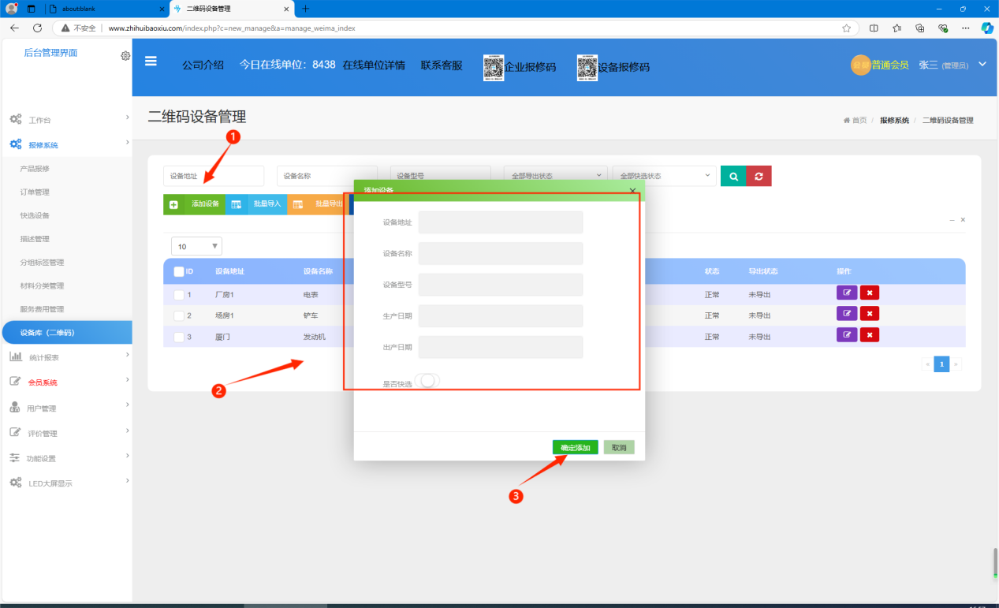 about:blank
二维码设备管理
不安全 www.zhihuibaoxiu.com/index.php?c=new_manage&a=manage_weima_index
后台管理界面
公司介绍 今日在线单位：8438 在线单位详情 联系客服 企业报修码 设备报修码
普通会员 张三 (管理员)
二维码设备管理
首页 / 报修系统 / 二维码设备管理
工作台
报修系统
产品报修
订单管理
快选设备
描述管理
分组标签管理
材料分类管理
服务费用管理
设备库（二维码）
统计报表
会员系统
用户管理
评价管理
功能设置
LED大屏显示
1
设备地址 设备名称 设备型号 全部导出状态 全部快选状态
添加设备 批量导入 批量导出
10
ID 设备地址 设备名称 状态 导出状态 操作
1 厂房1 电表 正常 未导出
2 场房1 铲车 正常 未导出
3 厦门 发动机 正常 未导出
« 1 »
2
添加设备
设备地址
设备名称
设备型号
生产日期
出产日期
是否快选
确定添加 取消
3